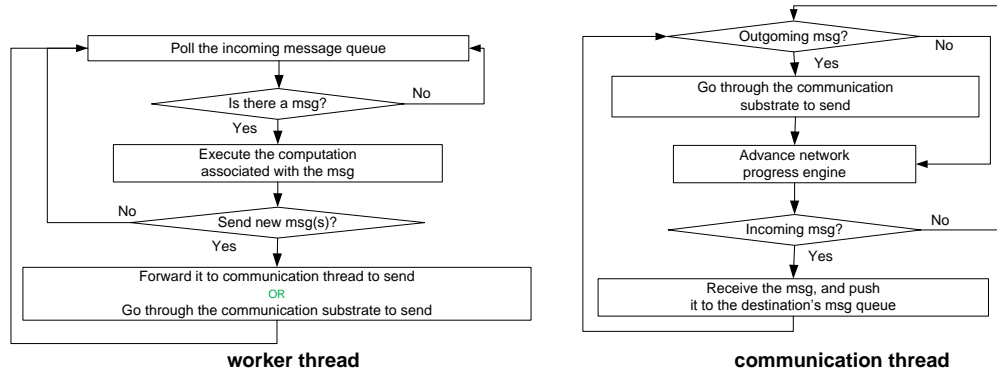 Poll the incoming message queue
Is there a msg?
No
Yes
Execute the computation
associated with the msg
No
Send new msg(s)?
Yes
Forward it to communication thread to send
OR
Go through the communication substrate to send
worker thread
Outgoming msg?
No
Yes
Go through the communication
substrate to send
Advance network
progress engine
Incoming msg?
No
Yes
Receive the msg, and push
it to the destination's msg queue
communication thread